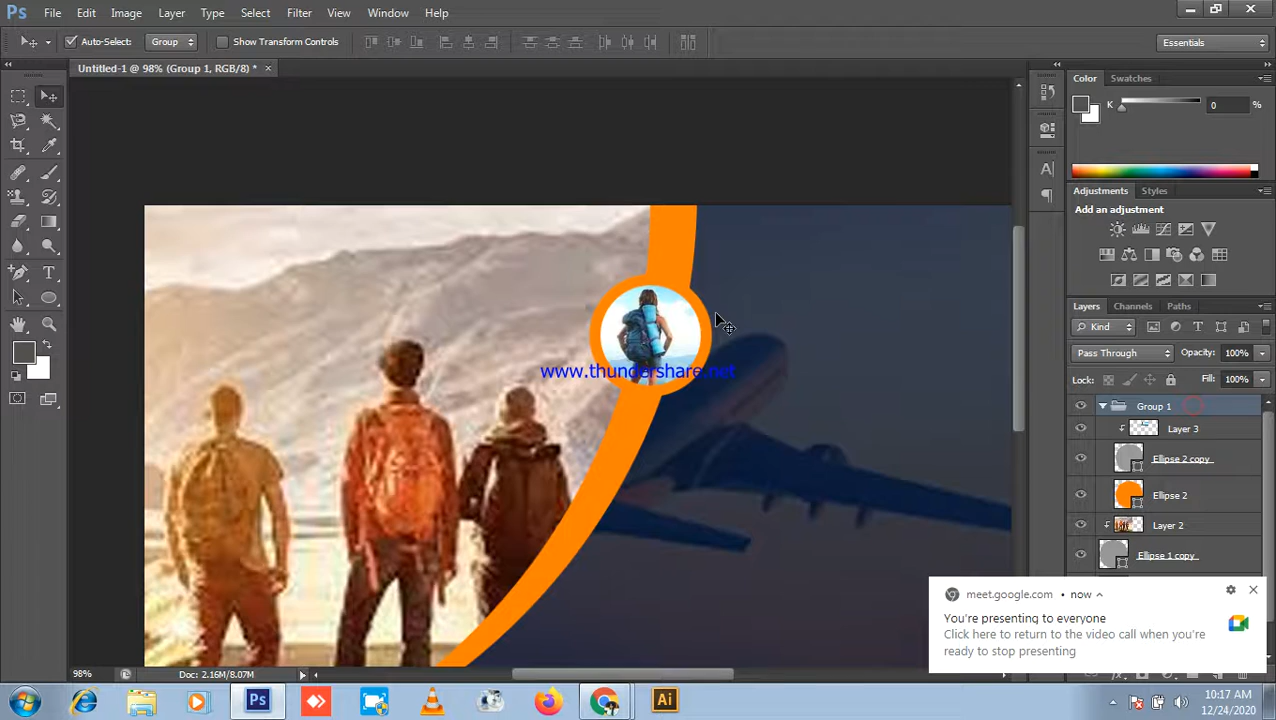 Ps File Edit Image Layer Type Select Filter View Window Help
Auto-Select: Group Show Transform Controls Essentials
Untitled-1 @ 98% (Group 1, RGB/8) * ×
Color Swatches
K 0 %
Adjustments Styles
Add an adjustment
Layers Channels Paths
Kind
Pass Through Opacity: 100%
Lock: Fill: 100%
Group 1
Layer 3
Ellipse 2 copy
Ellipse 2
Layer 2
Ellipse 1 copy
www.thundershare.net
meet.google.com • now
You're presenting to everyone
Click here to return to the video call when you're
ready to stop presenting
98% Doc: 2.16M/8.07M
Ps Ai
10:17 AM
12/24/2020